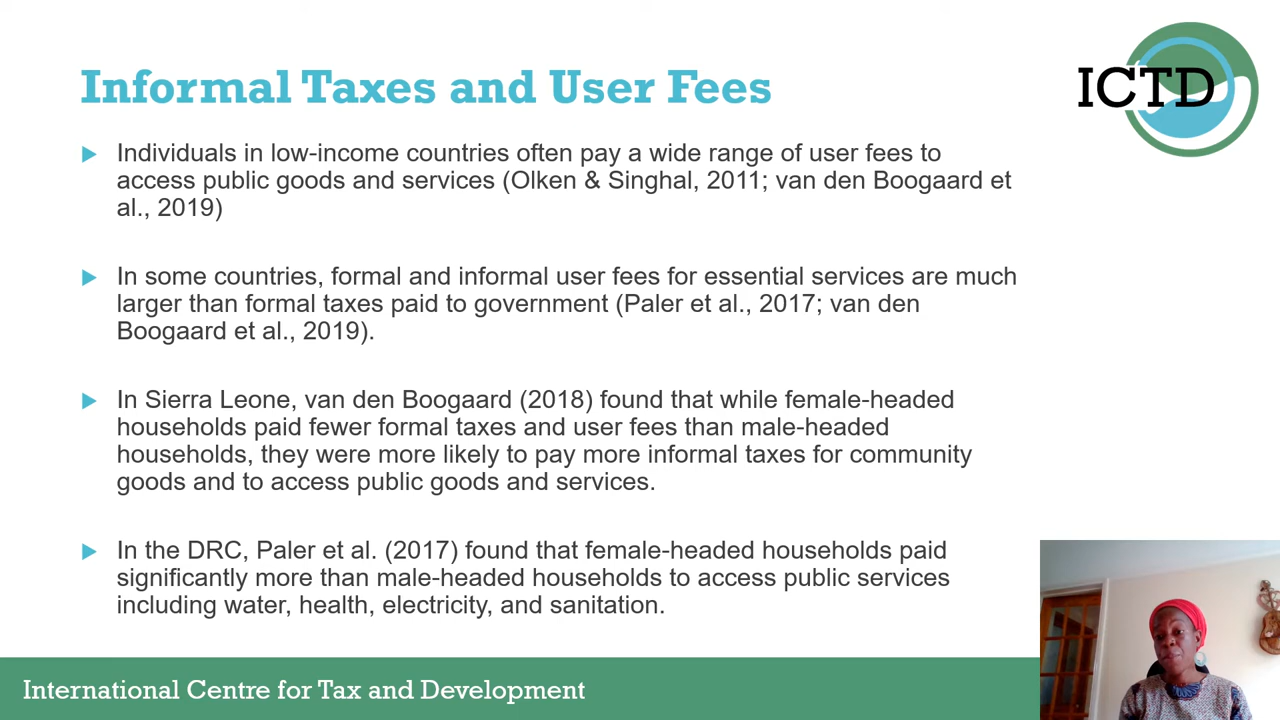 Informal Taxes and User Fees
ICTD
Individuals in low-income countries often pay a wide range of user fees to
access public goods and services (Olken & Singhal, 2011; van den Boogaard et
al., 2019)
In some countries, formal and informal user fees for essential services are much
larger than formal taxes paid to government (Paler et al., 2017; van den
Boogaard et al., 2019).
In Sierra Leone, van den Boogaard (2018) found that while female-headed
households paid fewer formal taxes and user fees than male-headed
households, they were more likely to pay more informal taxes for community
goods and to access public goods and services.
In the DRC, Paler et al. (2017) found that female-headed households paid
significantly more than male-headed households to access public services
including water, health, electricity, and sanitation.
International Centre for Tax and Development